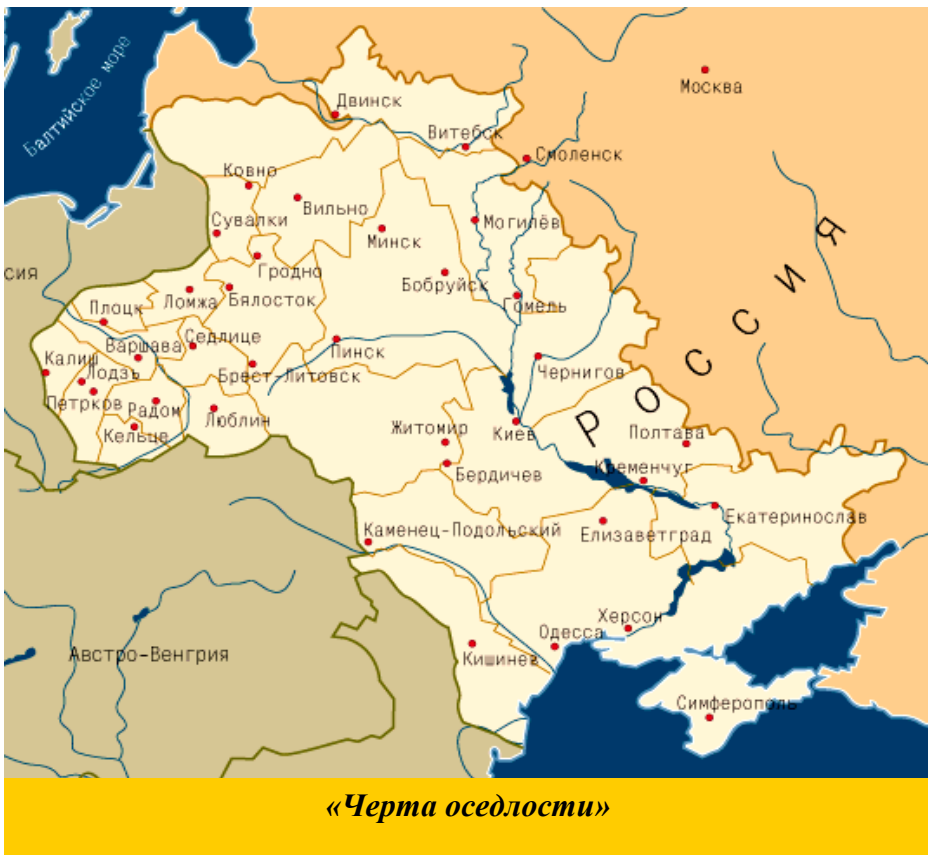 Балтийское море
Москва
Двинск
Витебск
Смоленск
Ковно
Вильно
Сувалки
Могилёв
Минск
Гродно
РОССИЯ
сия
Ломжа
Бялосток
Бобруйск
Гомель
Плоцк
Варшава
Седлице
Пинск
Калиш
Лодзь
Брест-Литовск
Чернигов
Петрков
Радом
Люблин
Кельце
Житомир
Киев
Полтава
Бердичев
Кременчуг
Каменец-Подольский
Елизаветград
Екатеринослав
Херсон
Одесса
Австро-Венгрия
Кишинев
Симферополь
«Черта оседлости»